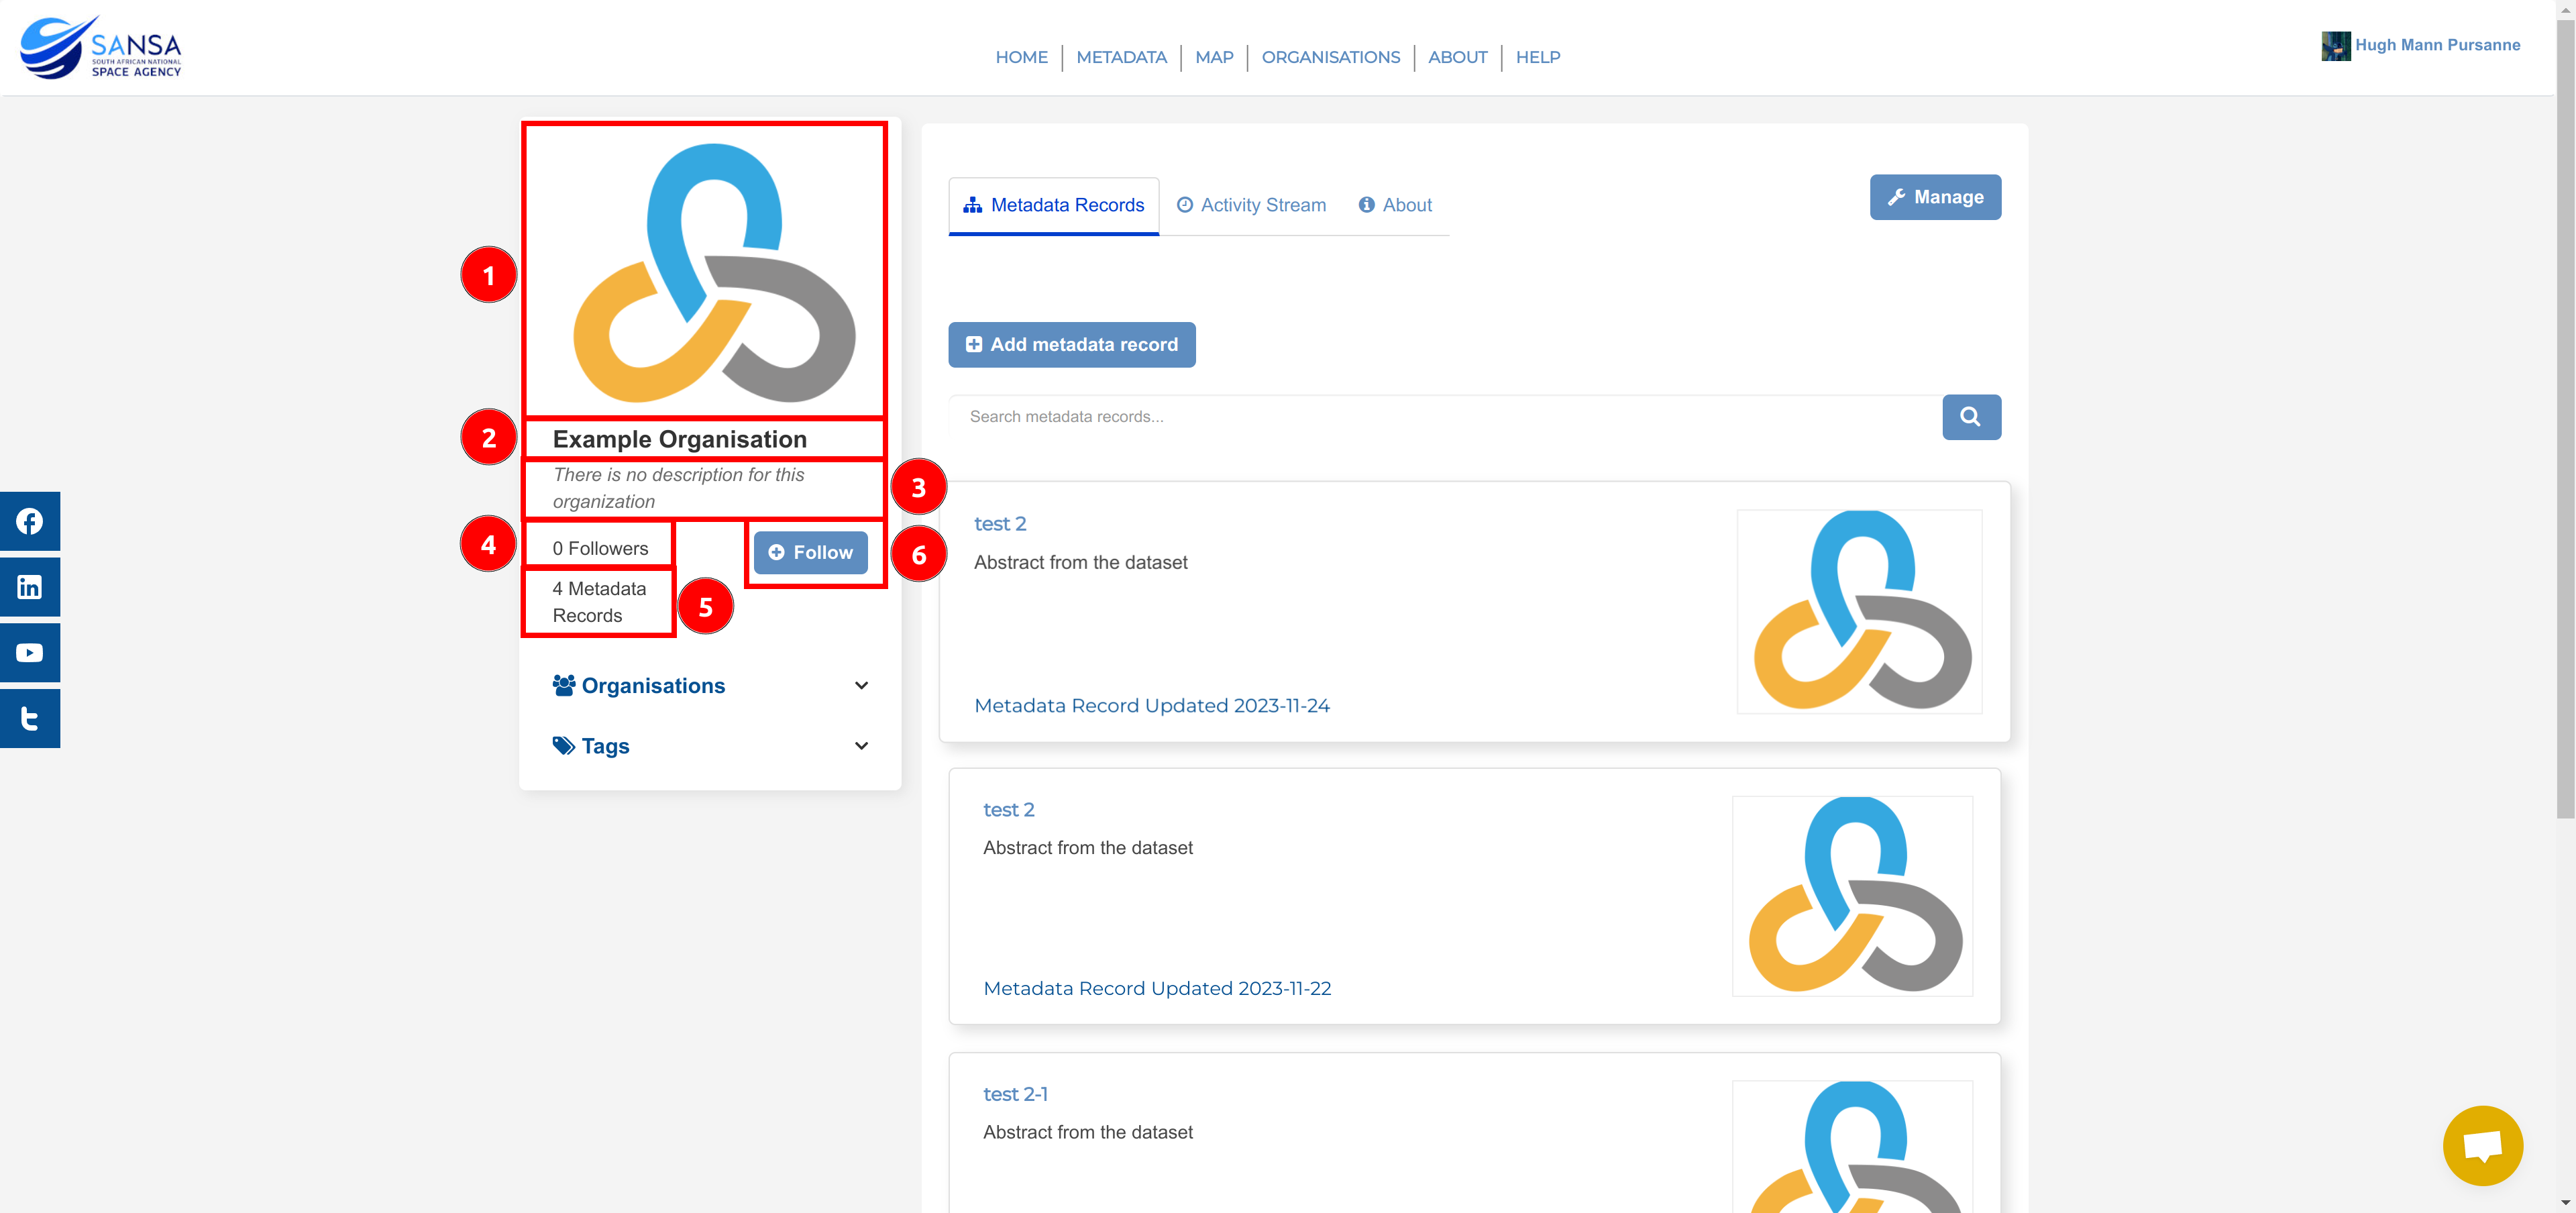 SANSA
SOUTH AFRICAN NATIONAL
SPACE AGENCY
HOME
METADATA
MAP
ORGANISATIONS
ABOUT
HELP
Hugh Mann Pursanne
1
2
Example Organisation
There is no description for this
organization
3
4
0 Followers
Follow
6
4 Metadata
Records
5
Organisations
Tags
Metadata Records
Activity Stream
About
Manage
Add metadata record
Search metadata records...
test 2
Abstract from the dataset
Metadata Record Updated 2023-11-24
test 2
Abstract from the dataset
Metadata Record Updated 2023-11-22
test 2-1
Abstract from the dataset